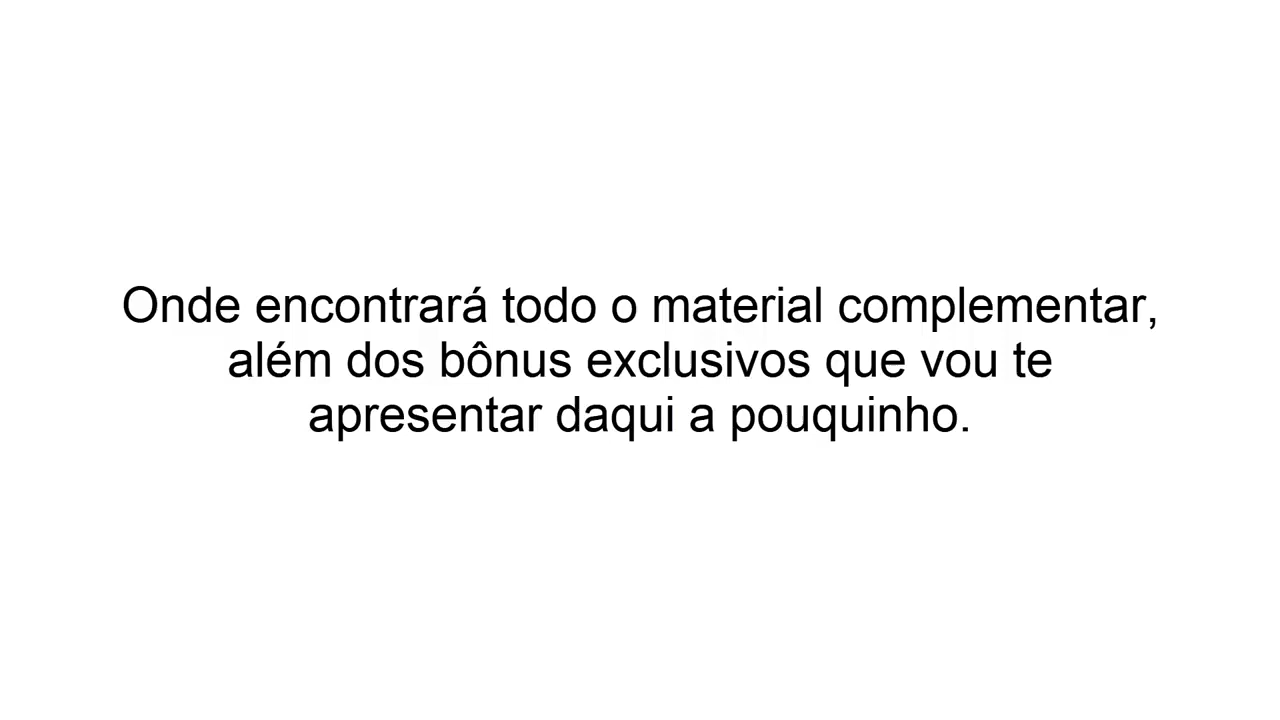 Onde encontrará todo o material complementar,
além dos bônus exclusivos que vou te
apresentar daqui a pouquinho.